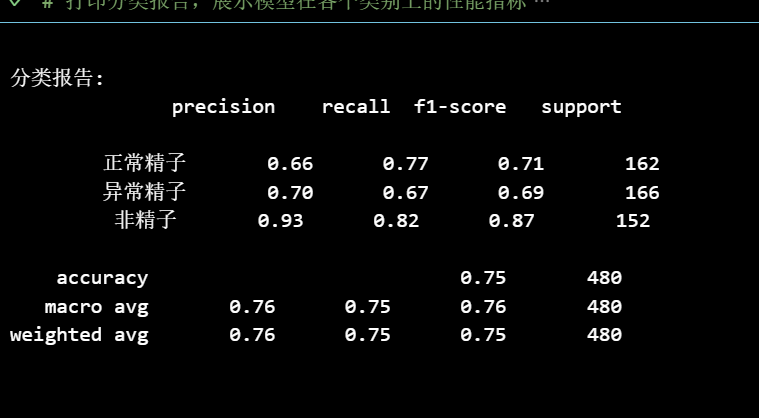 # 打印分类报告，展示模型在各个类别上的性能指标 ...
分类报告:
precision recall f1-score support
正常精子 0.66 0.77 0.71 162
异常精子 0.70 0.67 0.69 166
非精子 0.93 0.82 0.87 152
accuracy 0.75 480
macro avg 0.76 0.75 0.76 480
weighted avg 0.76 0.75 0.75 480